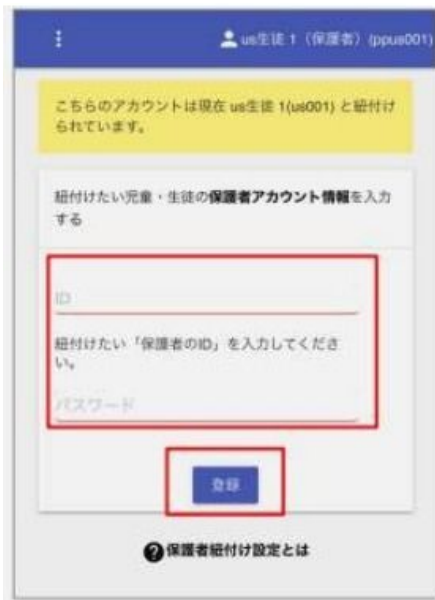 us生徒 1（保護者）(ppus001)
こちらのアカウントは現在 us生徒 1(us001) と紐付け
られています。
紐付けたい児童・生徒の保護者アカウント情報を入力
する
ID
紐付けたい「保護者のID」を入力してくださ
い。
パスワード
登録
?保護者紐付け設定とは